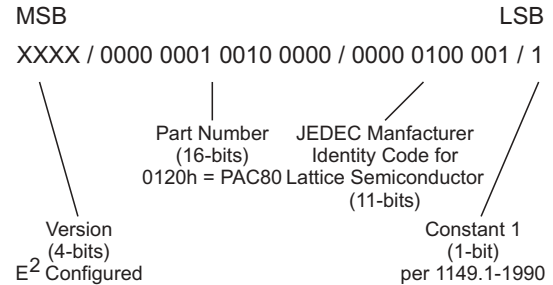 MSB LSB
XXXX / 0000 0001 0010 0000 / 0000 0100 001 / 1
Part Number
(16-bits)
0120h = PAC80
JEDEC Manfacturer
Identity Code for
Lattice Semiconductor
(11-bits)
Version
(4-bits)
E2 Configured
Constant 1
(1-bit)
per 1149.1-1990